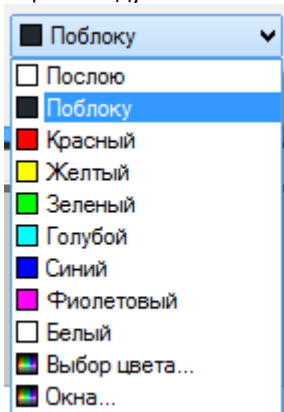 Поблоку
Послою
Поблоку
Красный
Желтый
Зеленый
Голубой
Синий
Фиолетовый
Белый
Выбор цвета...
Окна...